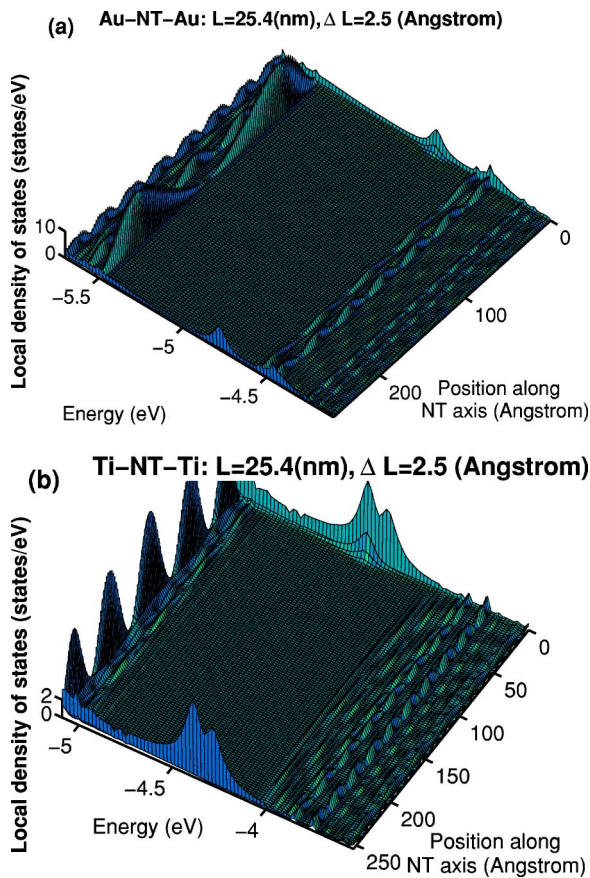 (a)
Au–NT–Au: L=25.4(nm), Δ L=2.5 (Angstrom)
Local density of states (states/eV)
10
0
−5.5
−5
−4.5
Energy (eV)
0
100
200
Position along
NT axis (Angstrom)
(b)
Ti–NT–Ti: L=25.4(nm), Δ L=2.5 (Angstrom)
Local density of states (states/eV)
2
0
−5
−4.5
−4
Energy (eV)
0
50
100
150
200
250
Position along
NT axis (Angstrom)